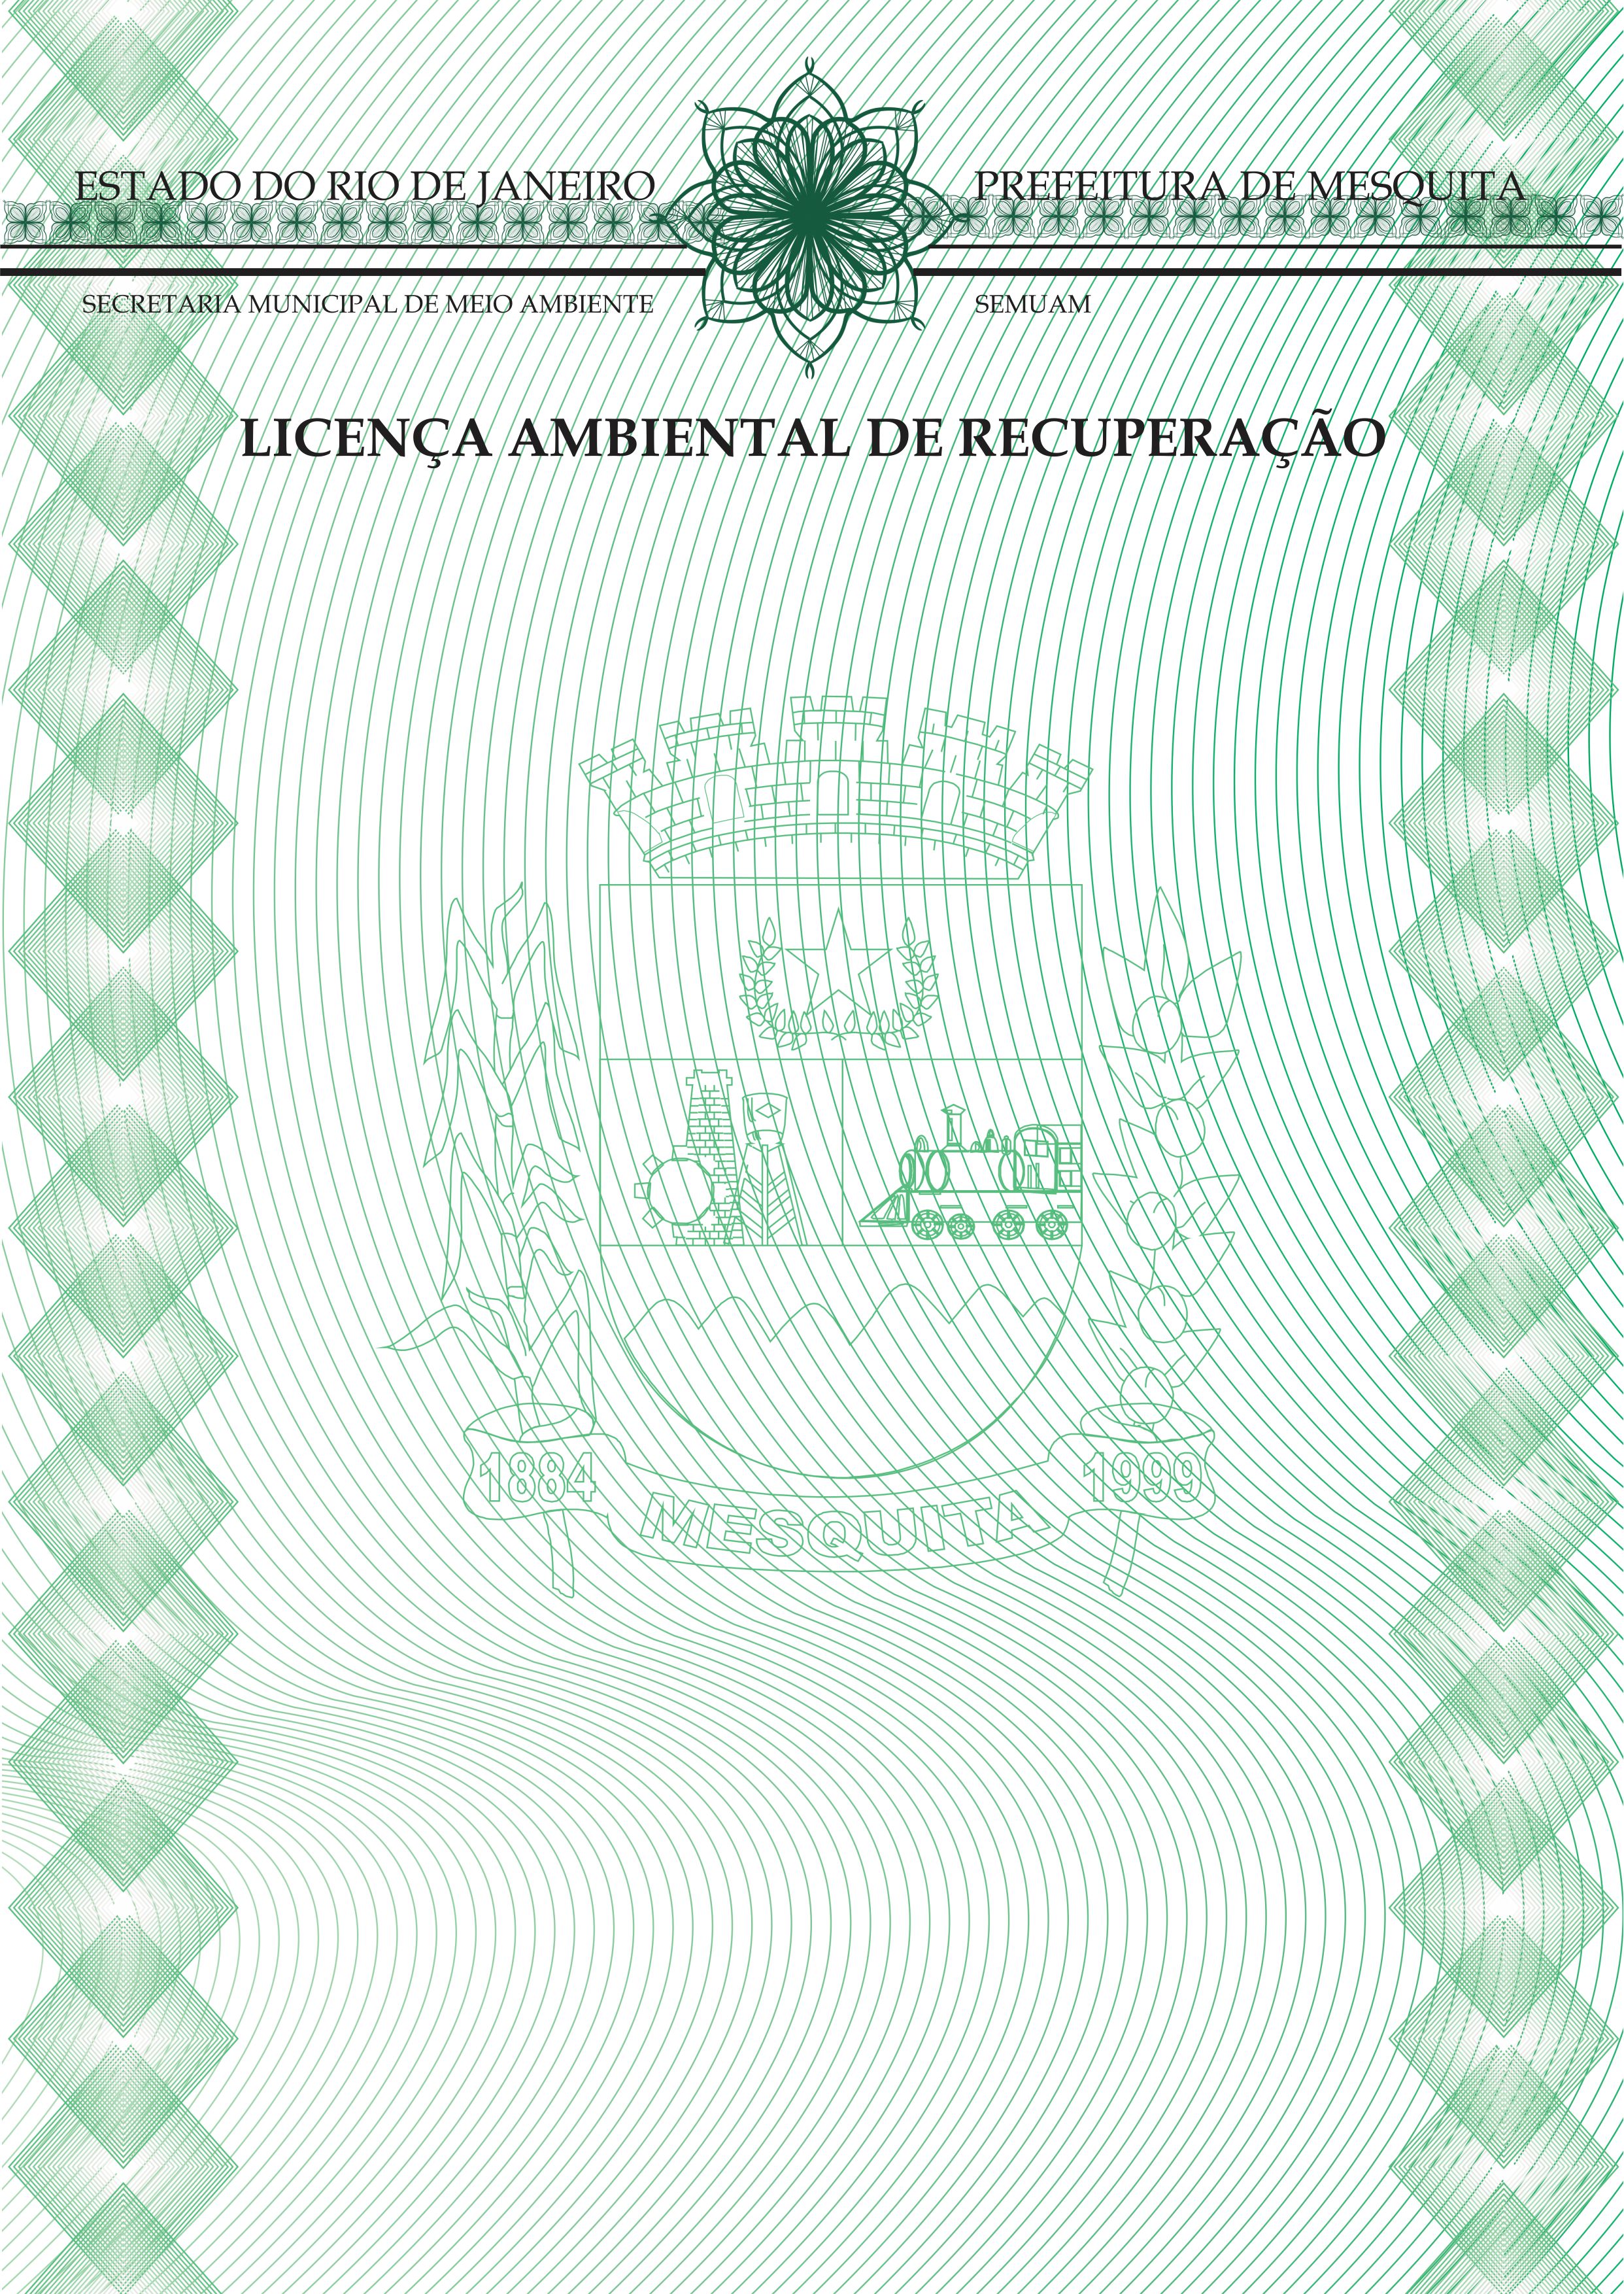 ESTADO DO RIO DE JANEIRO
PREFEITURA DE MESQUITA
SECRETARIA MUNICIPAL DE MEIO AMBIENTE
SEMUAM
LICENÇA AMBIENTAL DE RECUPERAÇÃO
1884
1999
MESQUITA